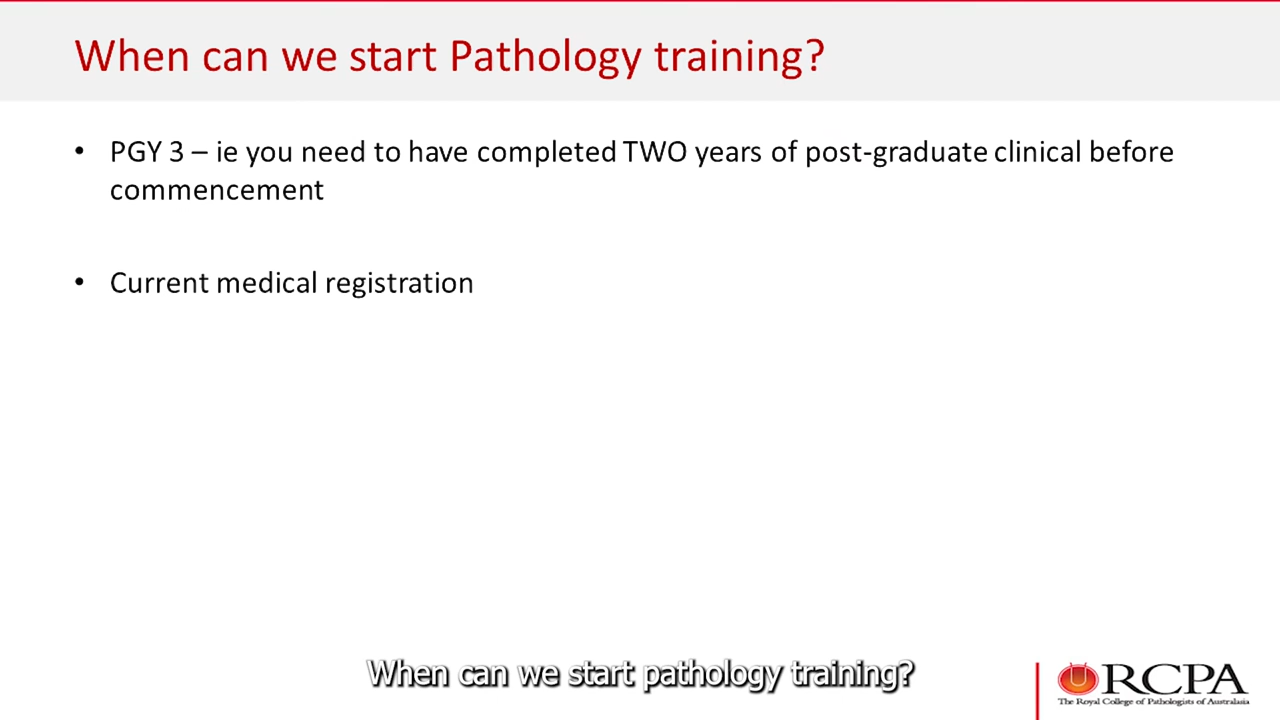 When can we start Pathology training?
• PGY 3 – ie you need to have completed TWO years of post-graduate clinical before
commencement
• Current medical registration
When can we start pathology training?
RCPA
The Royal College of Pathologists of Australasia